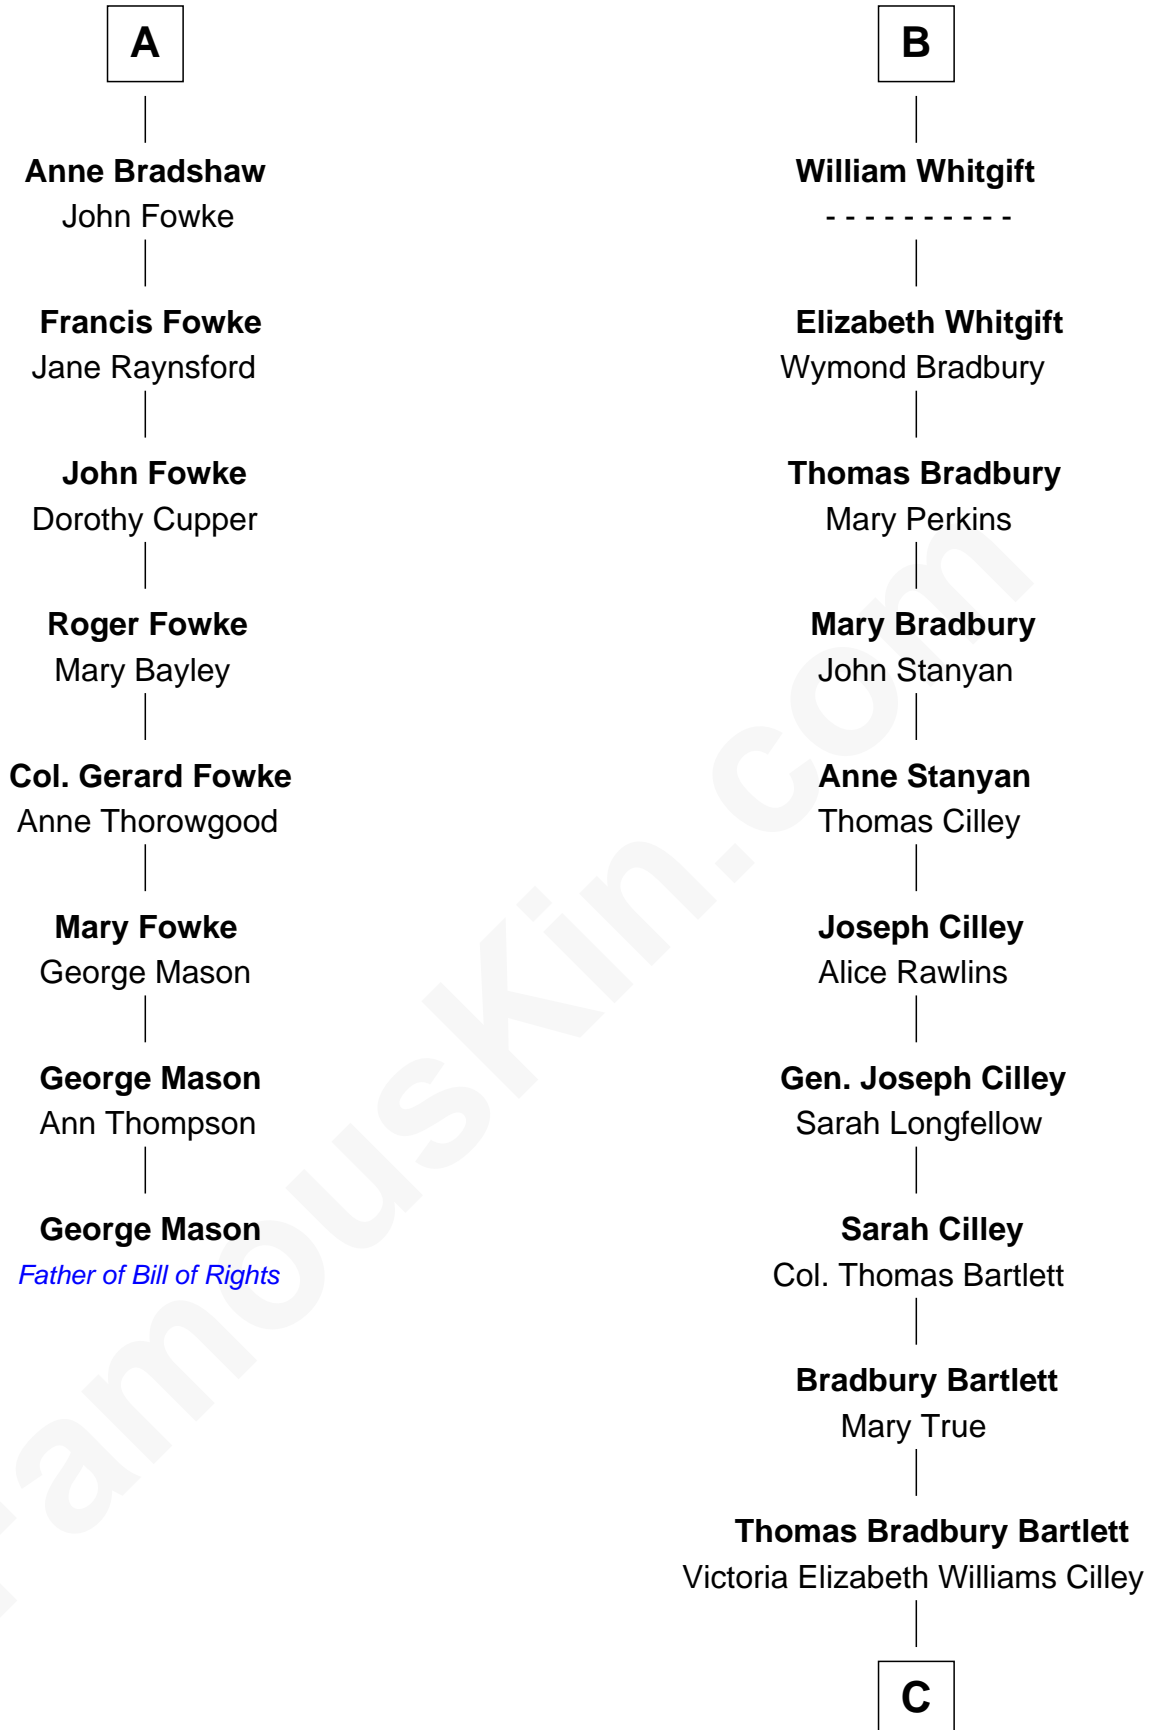 A
Anne Bradshaw
John Fowke
Francis Fowke
Jane Raynsford
John Fowke
Dorothy Cupper
Roger Fowke
Mary Bayley
Col. Gerard Fowke
Anne Thorowgood
Mary Fowke
George Mason
George Mason
Ann Thompson
George Mason
Father of Bill of Rights
B
William Whitgift
- - - - - - - - - -
Elizabeth Whitgift
Wymond Bradbury
Thomas Bradbury
Mary Perkins
Mary Bradbury
John Stanyan
Anne Stanyan
Thomas Cilley
Joseph Cilley
Alice Rawlins
Gen. Joseph Cilley
Sarah Longfellow
Sarah Cilley
Col. Thomas Bartlett
Bradbury Bartlett
Mary True
Thomas Bradbury Bartlett
Victoria Elizabeth Williams Cilley
C
FamousKin.com